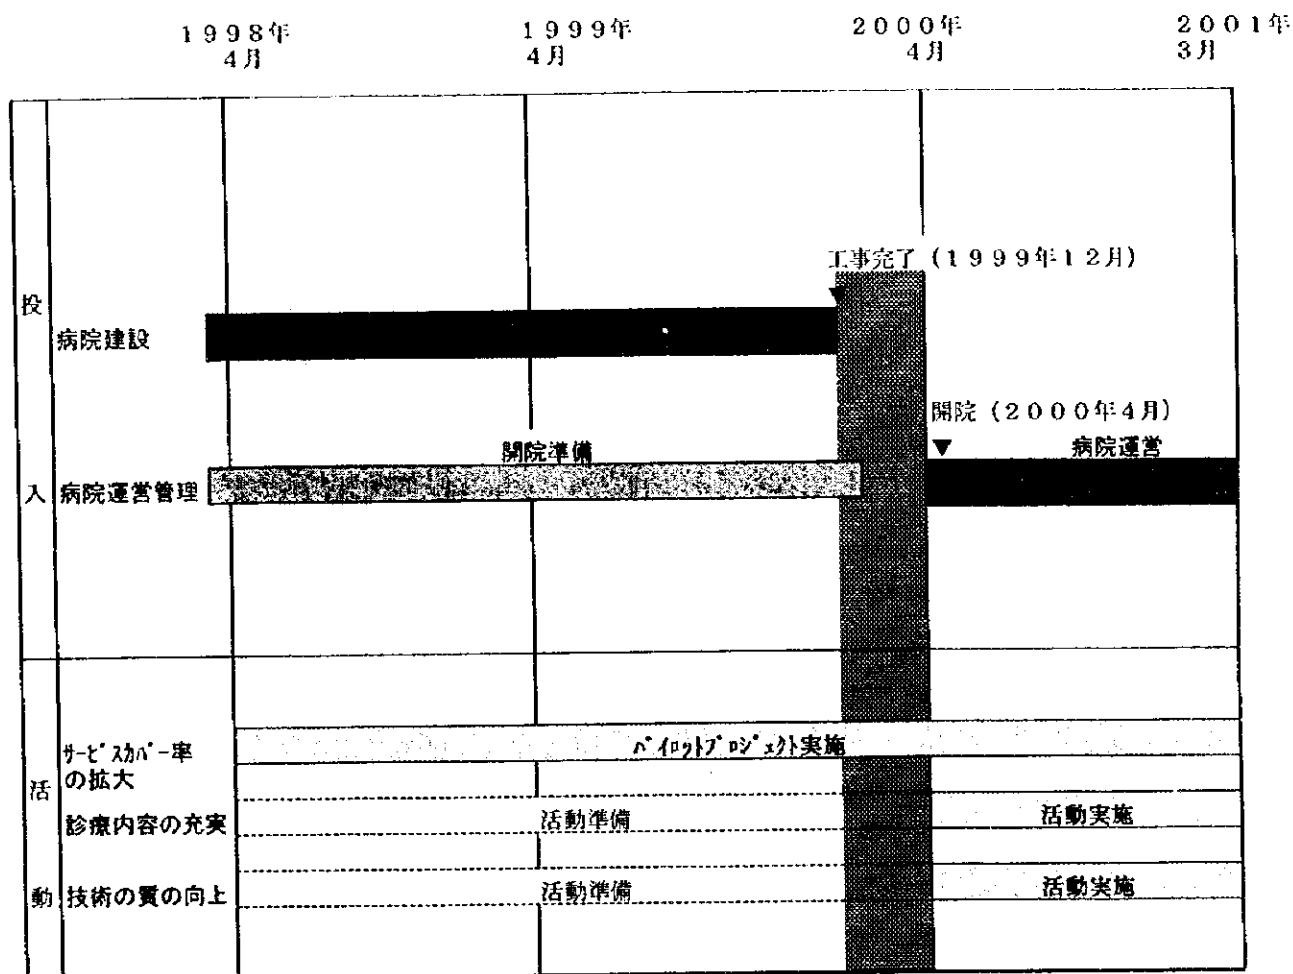 １９９８年
４月
１９９９年
４月
２０００年
４月
２００１年
３月
投入
病院建設
工事完了（１９９９年１２月）
病院運営管理
開院準備
開院（２０００年４月）
病院運営
活動
ｻｰﾋﾞｽｶﾊﾞｰ率
の拡大
ﾊﾟｲﾛｯﾄﾌﾟﾛｼﾞｪｸﾄ実施
診療内容の充実
活動準備
活動実施
技術の質の向上
活動準備
活動実施